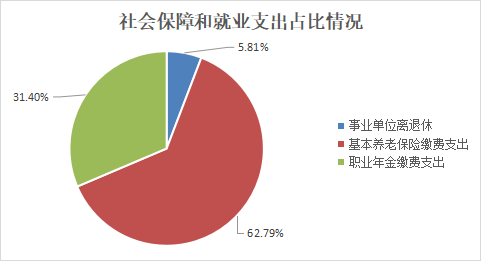 社会保障和就业支出占比情况
5.81%
31.40%
62.79%
事业单位离退休
基本养老保险缴费支出
职业年金缴费支出